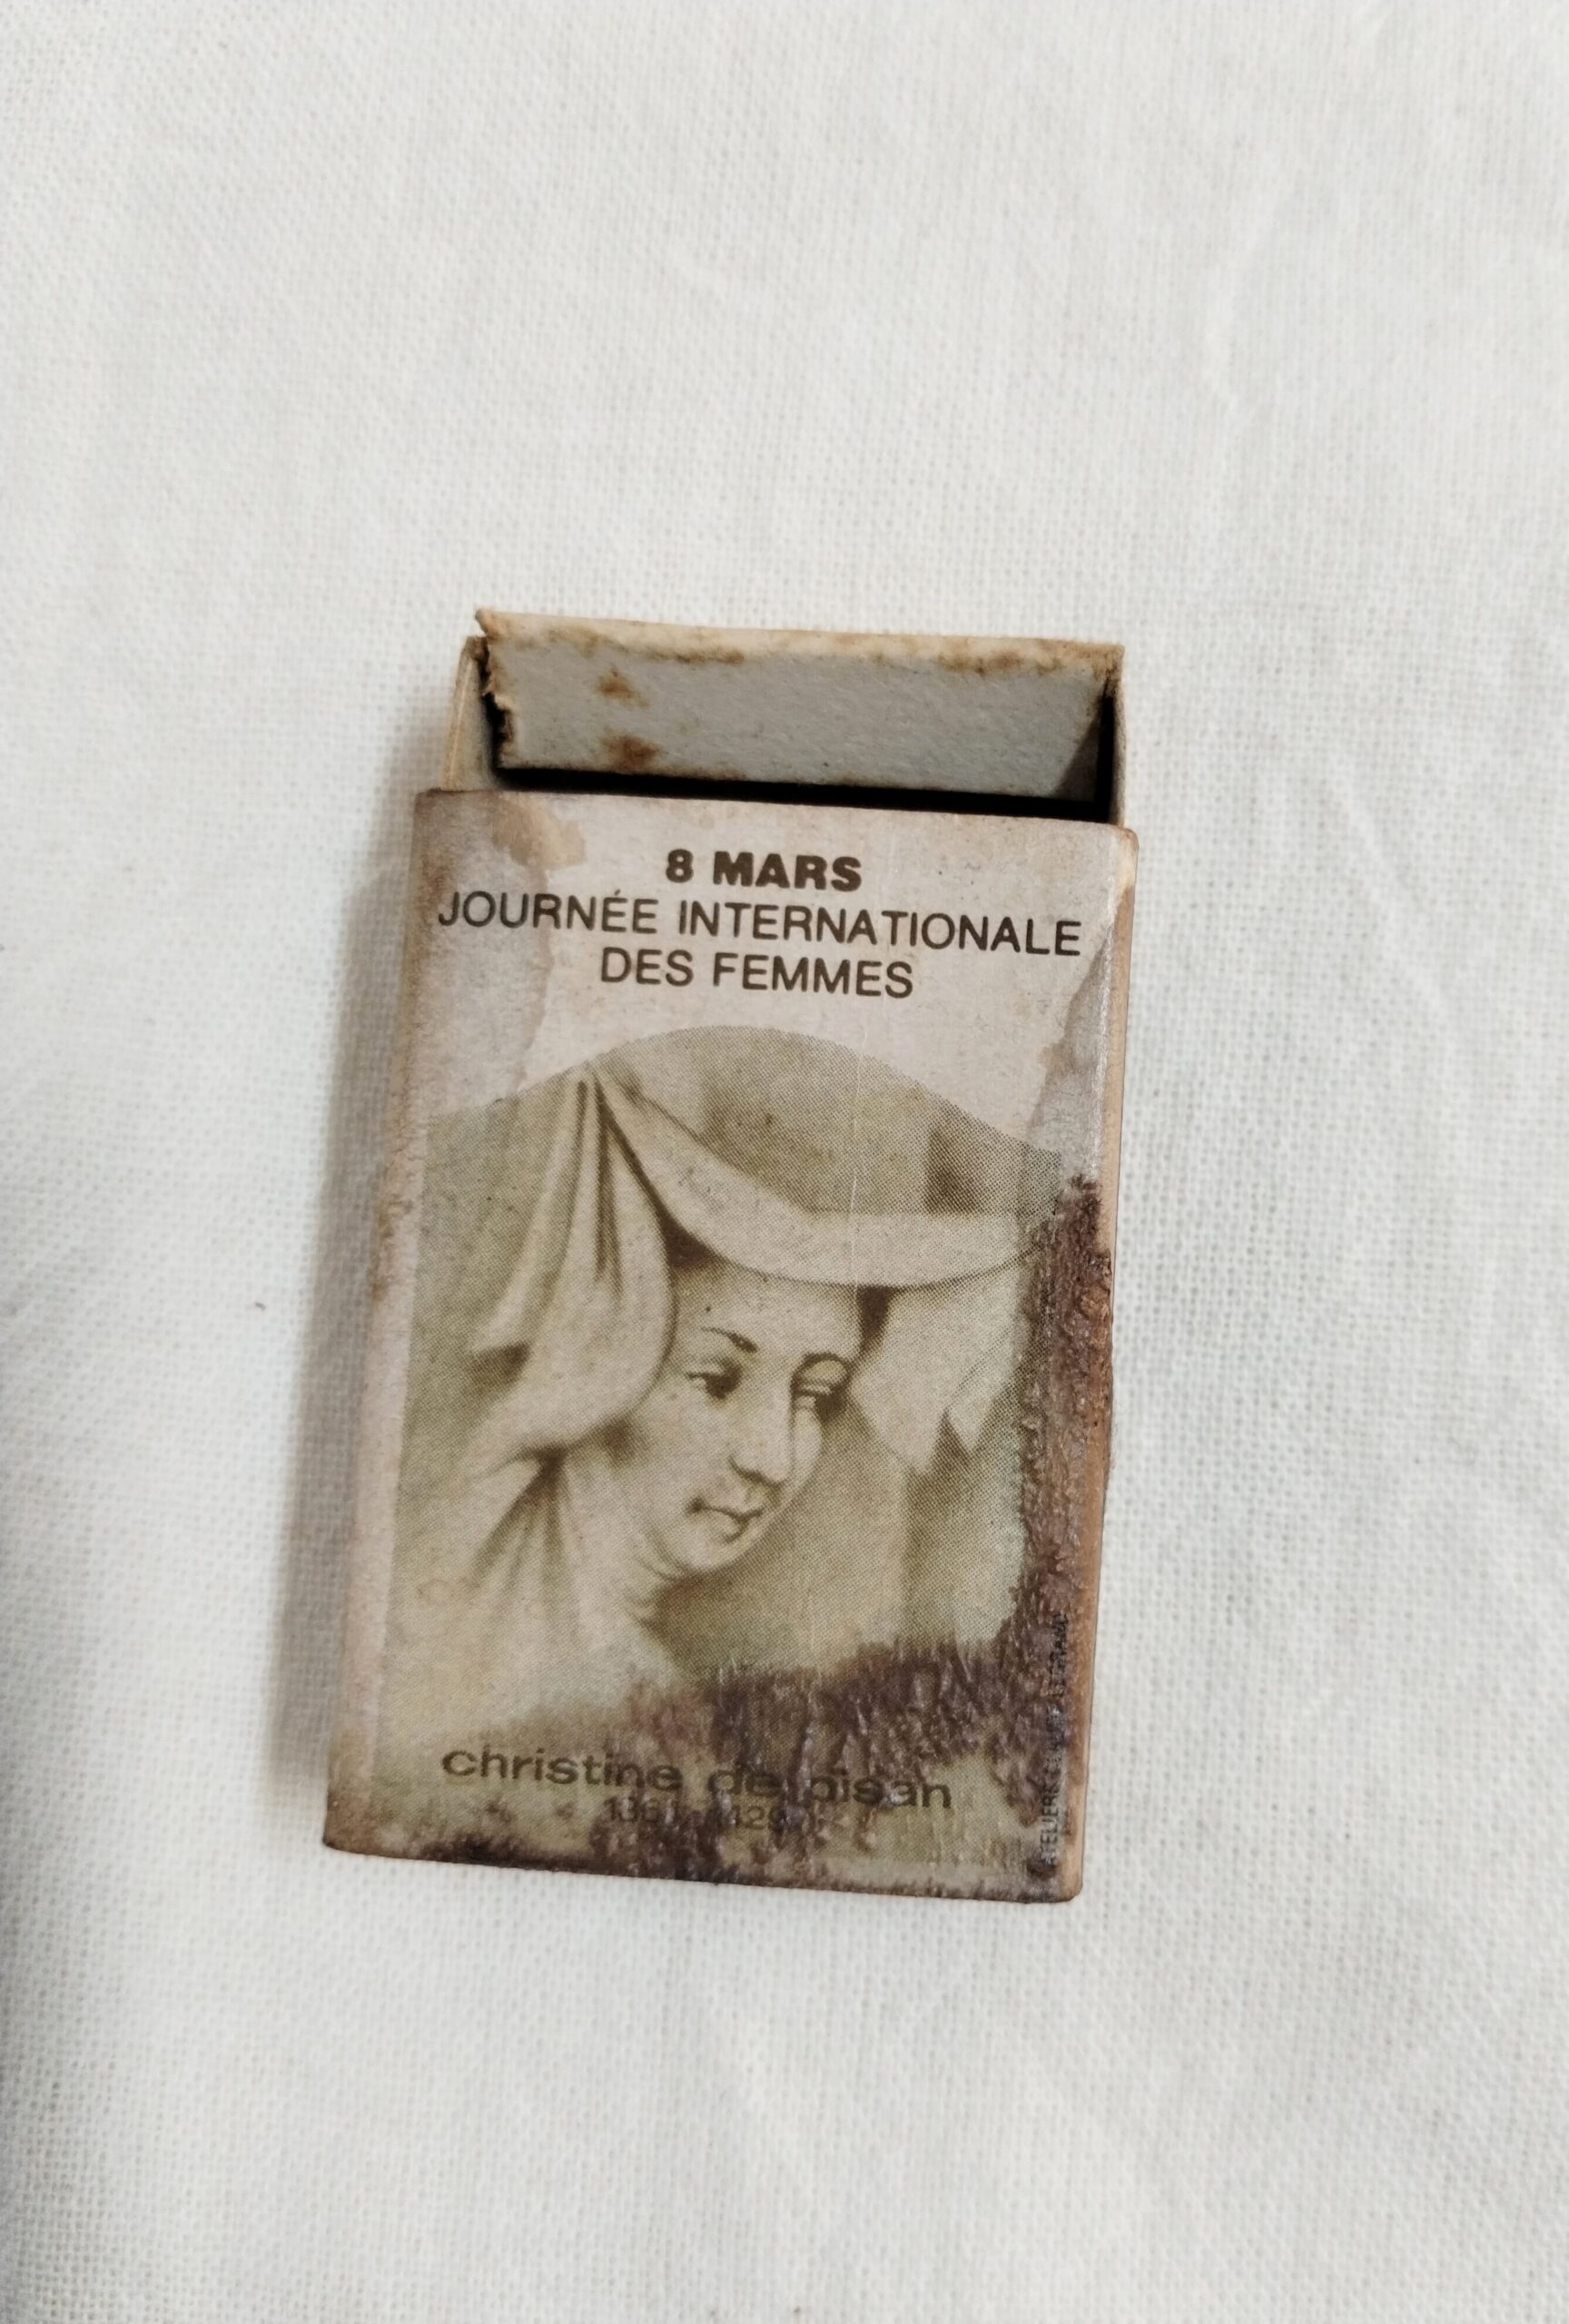 8 MARS
JOURNÉE INTERNATIONALE
DES FEMMES
christine de pisan